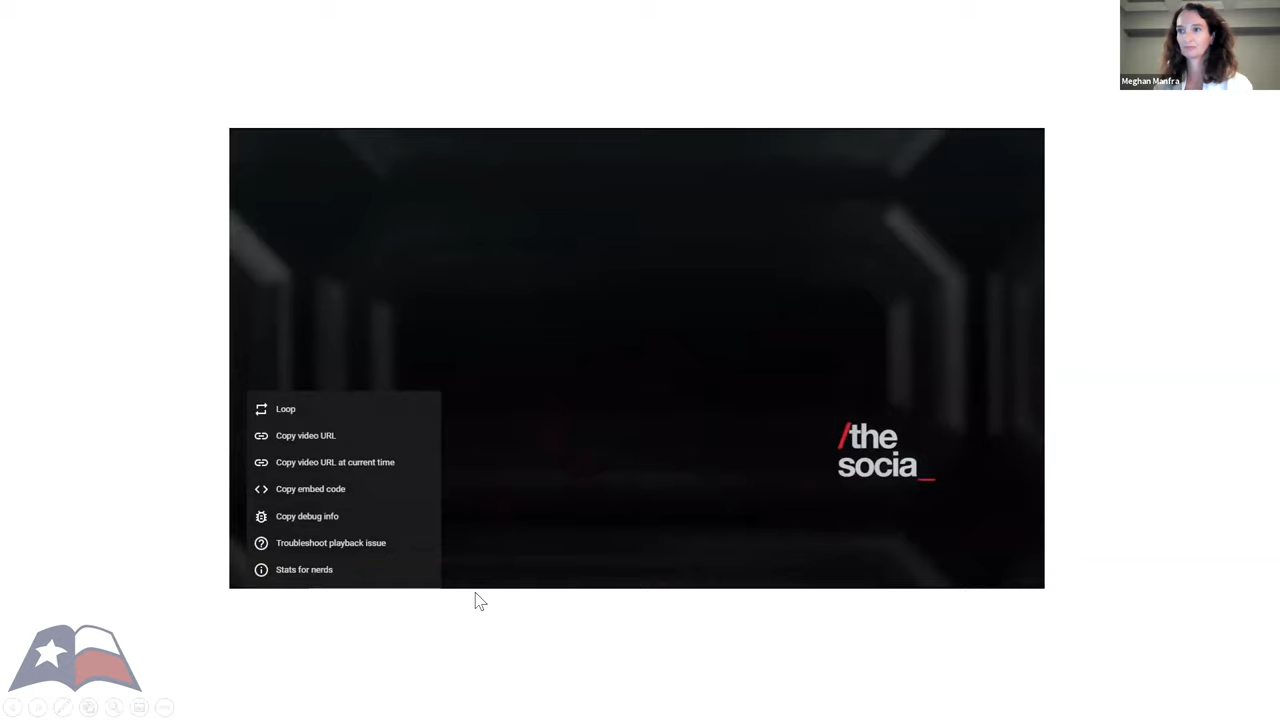 Meghan Manfra
/the
socia_
Loop
Copy video URL
Copy video URL at current time
Copy embed code
Copy debug info
Troubleshoot playback issue
Stats for nerds